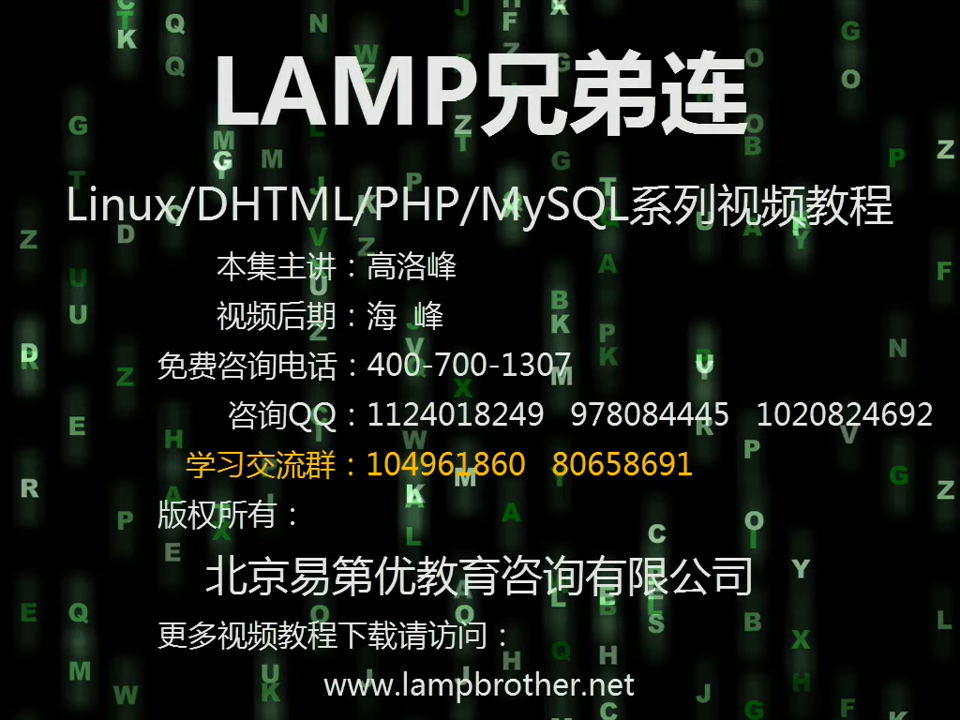 LAMP兄弟连
Linux/DHTML/PHP/MySQL系列视频教程
本集主讲：高洛峰
视频后期：海 峰
免费咨询电话：400-700-1307
咨询QQ：1124018249 978084445 1020824692
学习交流群：104961860 80658691
版权所有：
北京易第优教育咨询有限公司
更多视频教程下载请访问：
www.lampbrother.net